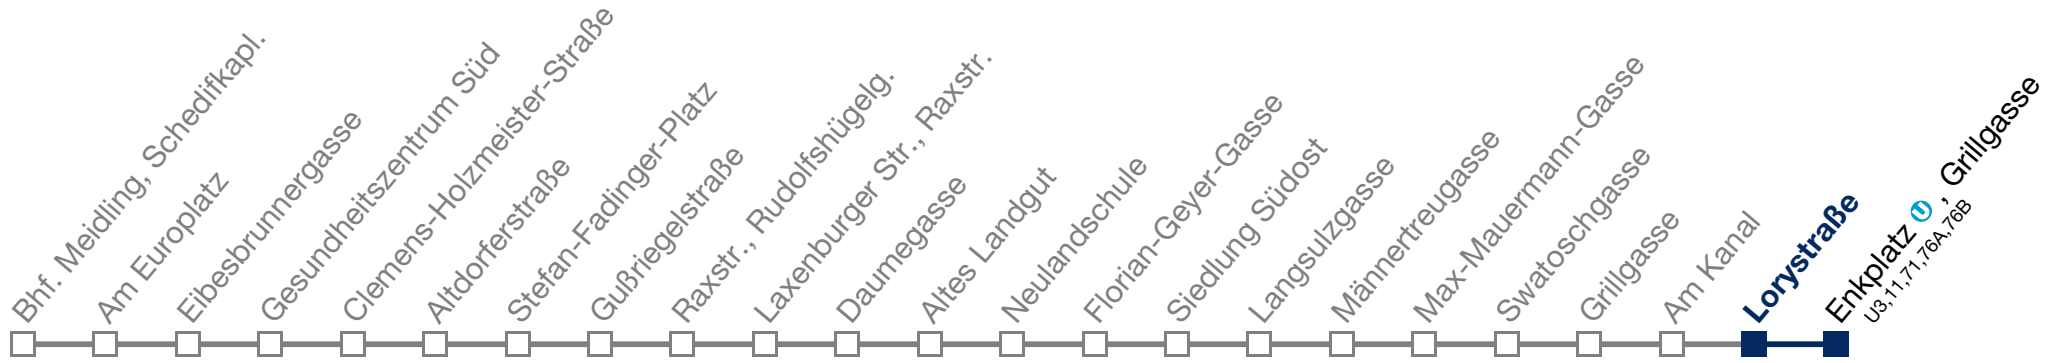 Bhf. Meidling, Schedifkapl.
Am Europlatz
Eibesbrunnergasse
Gesundheitszentrum Süd
Clemens-Holzmeister-Straße
Altdorferstraße
Stefan-Fadinger-Platz
Gußriegelstraße
Raxstr., Rudolfshügelg.
Laxenburger Str., Raxstr.
Daumegasse
Altes Landgut
Neulandschule
Florian-Geyer-Gasse
Siedlung Südost
Langsulzgasse
Männertreugasse
Max-Mauermann-Gasse
Swatoschgasse
Grillgasse
Am Kanal
Lorystraße
Enkplatz U, Grillgasse
U3,11,71,76A,76B